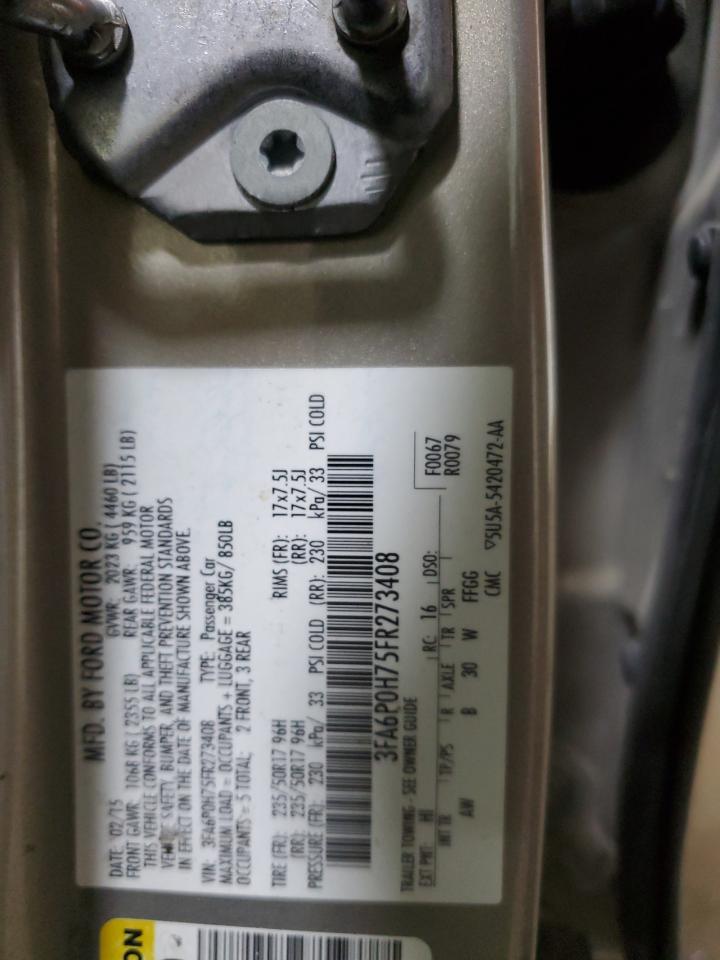 MFD. BY FORD MOTOR CO.
DATE: 02/15 GVWR: 2023 KG ( 4460 LB)
FRONT GAWR: 1068 KG ( 2355 LB) REAR GAWR: 959 KG ( 2115 LB)
THIS VEHICLE CONFORMS TO ALL APPLICABLE FEDERAL MOTOR
VEHICLE SAFETY, BUMPER, AND THEFT PREVENTION STANDARDS
IN EFFECT ON THE DATE OF MANUFACTURE SHOWN ABOVE.
VIN: 3FA6P0H75FR273408 TYPE: Passenger Car
MAXIMUM LOAD = OCCUPANTS + LUGGAGE = 385KG/ 850LB
OCCUPANTS = 5 TOTAL: 2 FRONT, 3 REAR
TIRE (FR): 235/50R17 96H RIMS (FR): 17x7.5J
(RR): 235/50R17 96H (RR): 17x7.5J
PRESSURE (FR): 230 kPa/ 33 PSI COLD (RR): 230 kPa/ 33 PSI COLD
3FA6P0H75FR273408
TRAILER TOWING - SEE OWNER GUIDE
F0067
EXT PNT: HI RC: 16 DSO:
R0079
INT TR TP/PS R AXLE TR SPR
AW B 30 W FFGG
CMC ▽5U5A-5420472-AA
ON